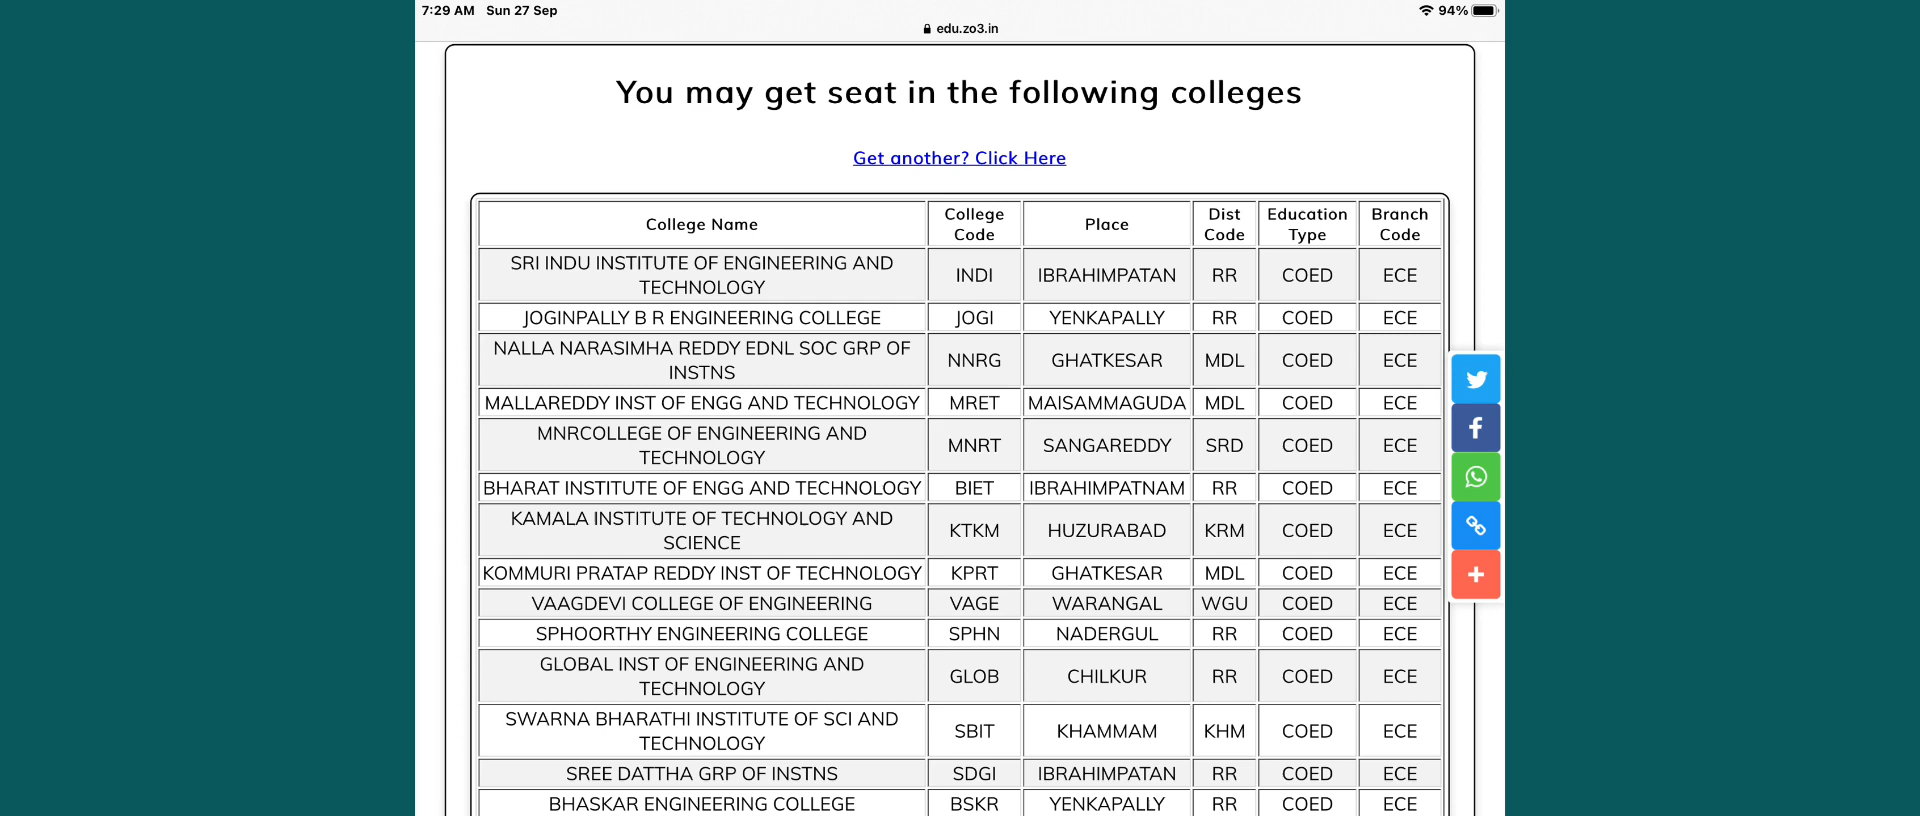 7:29 AM Sun 27 Sep
94%
edu.zo3.in
You may get seat in the following colleges
Get another? Click Here
College Name College Code Place Dist Code Education Type Branch Code
SRI INDU INSTITUTE OF ENGINEERING AND TECHNOLOGY INDI IBRAHIMPATAN RR COED ECE
JOGINPALLY B R ENGINEERING COLLEGE JOGI YENKAPALLY RR COED ECE
NALLA NARASIMHA REDDY EDNL SOC GRP OF INSTNS NNRG GHATKESAR MDL COED ECE
MALLAREDDY INST OF ENGG AND TECHNOLOGY MRET MAISAMMAGUDA MDL COED ECE
MNRCOLLEGE OF ENGINEERING AND TECHNOLOGY MNRT SANGAREDDY SRD COED ECE
BHARAT INSTITUTE OF ENGG AND TECHNOLOGY BIET IBRAHIMPATNAM RR COED ECE
KAMALA INSTITUTE OF TECHNOLOGY AND SCIENCE KTKM HUZURABAD KRM COED ECE
KOMMURI PRATAP REDDY INST OF TECHNOLOGY KPRT GHATKESAR MDL COED ECE
VAAGDEVI COLLEGE OF ENGINEERING VAGE WARANGAL WGU COED ECE
SPHOORTHY ENGINEERING COLLEGE SPHN NADERGUL RR COED ECE
GLOBAL INST OF ENGINEERING AND TECHNOLOGY GLOB CHILKUR RR COED ECE
SWARNA BHARATHI INSTITUTE OF SCI AND TECHNOLOGY SBIT KHAMMAM KHM COED ECE
SREE DATTHA GRP OF INSTNS SDGI IBRAHIMPATAN RR COED ECE
BHASKAR ENGINEERING COLLEGE BSKR YENKAPALLY RR COED ECE